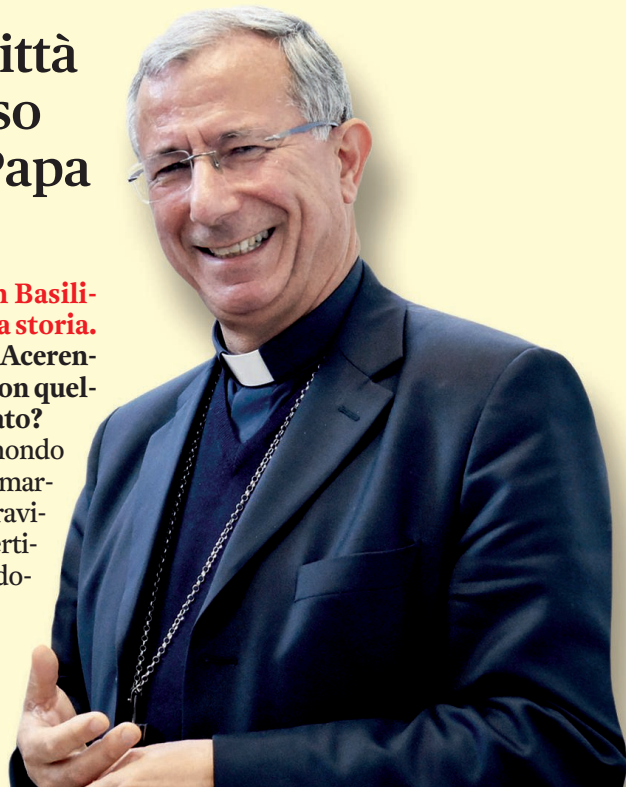 ittà
so
Papa
n Basili-
a storia.
Aceren-
on quel-
ato?
mondo
mar-
ravi-
erti-
do-